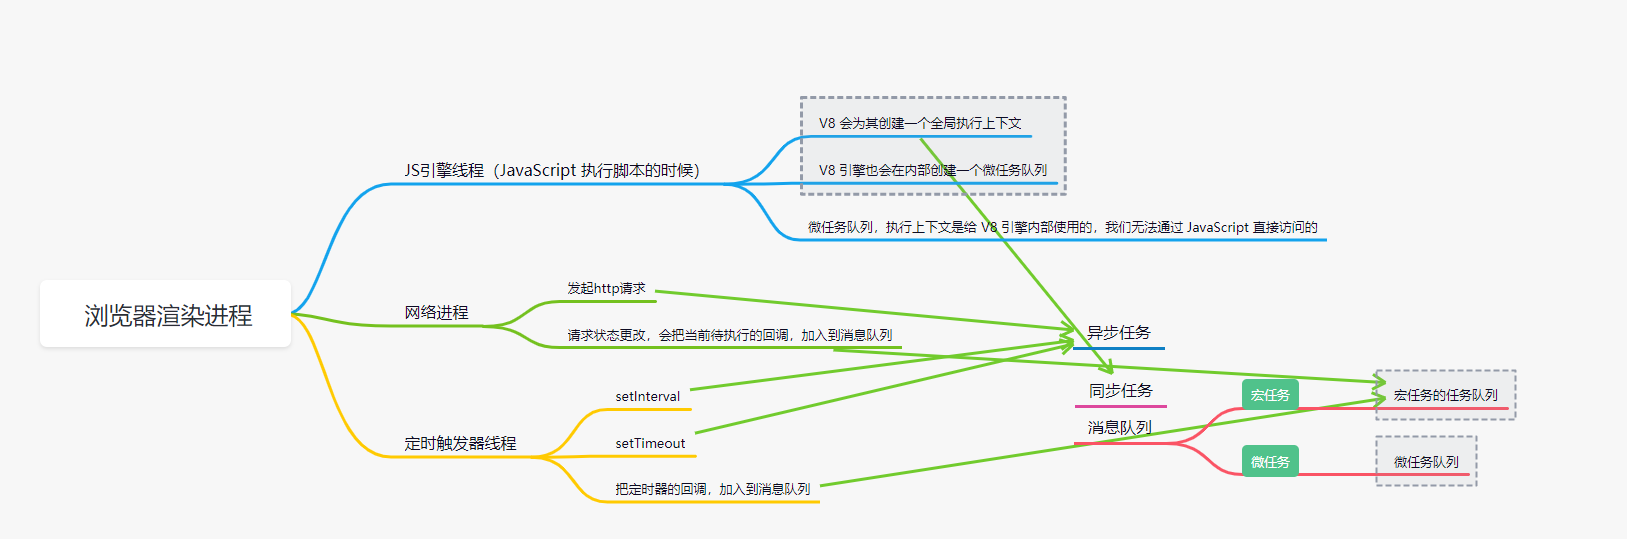 浏览器渲染进程
JS引擎线程（JavaScript 执行脚本的时候）
V8 会为其创建一个全局执行上下文
V8 引擎也会在内部创建一个微任务队列
微任务队列，执行上下文是给 V8 引擎内部使用的，我们无法通过 JavaScript 直接访问的
网络进程
发起http请求
请求状态更改，会把当前待执行的回调，加入到消息队列
定时触发器线程
setInterval
setTimeout
把定时器的回调，加入到消息队列
异步任务
同步任务
消息队列
宏任务
宏任务的任务队列
微任务
微任务队列